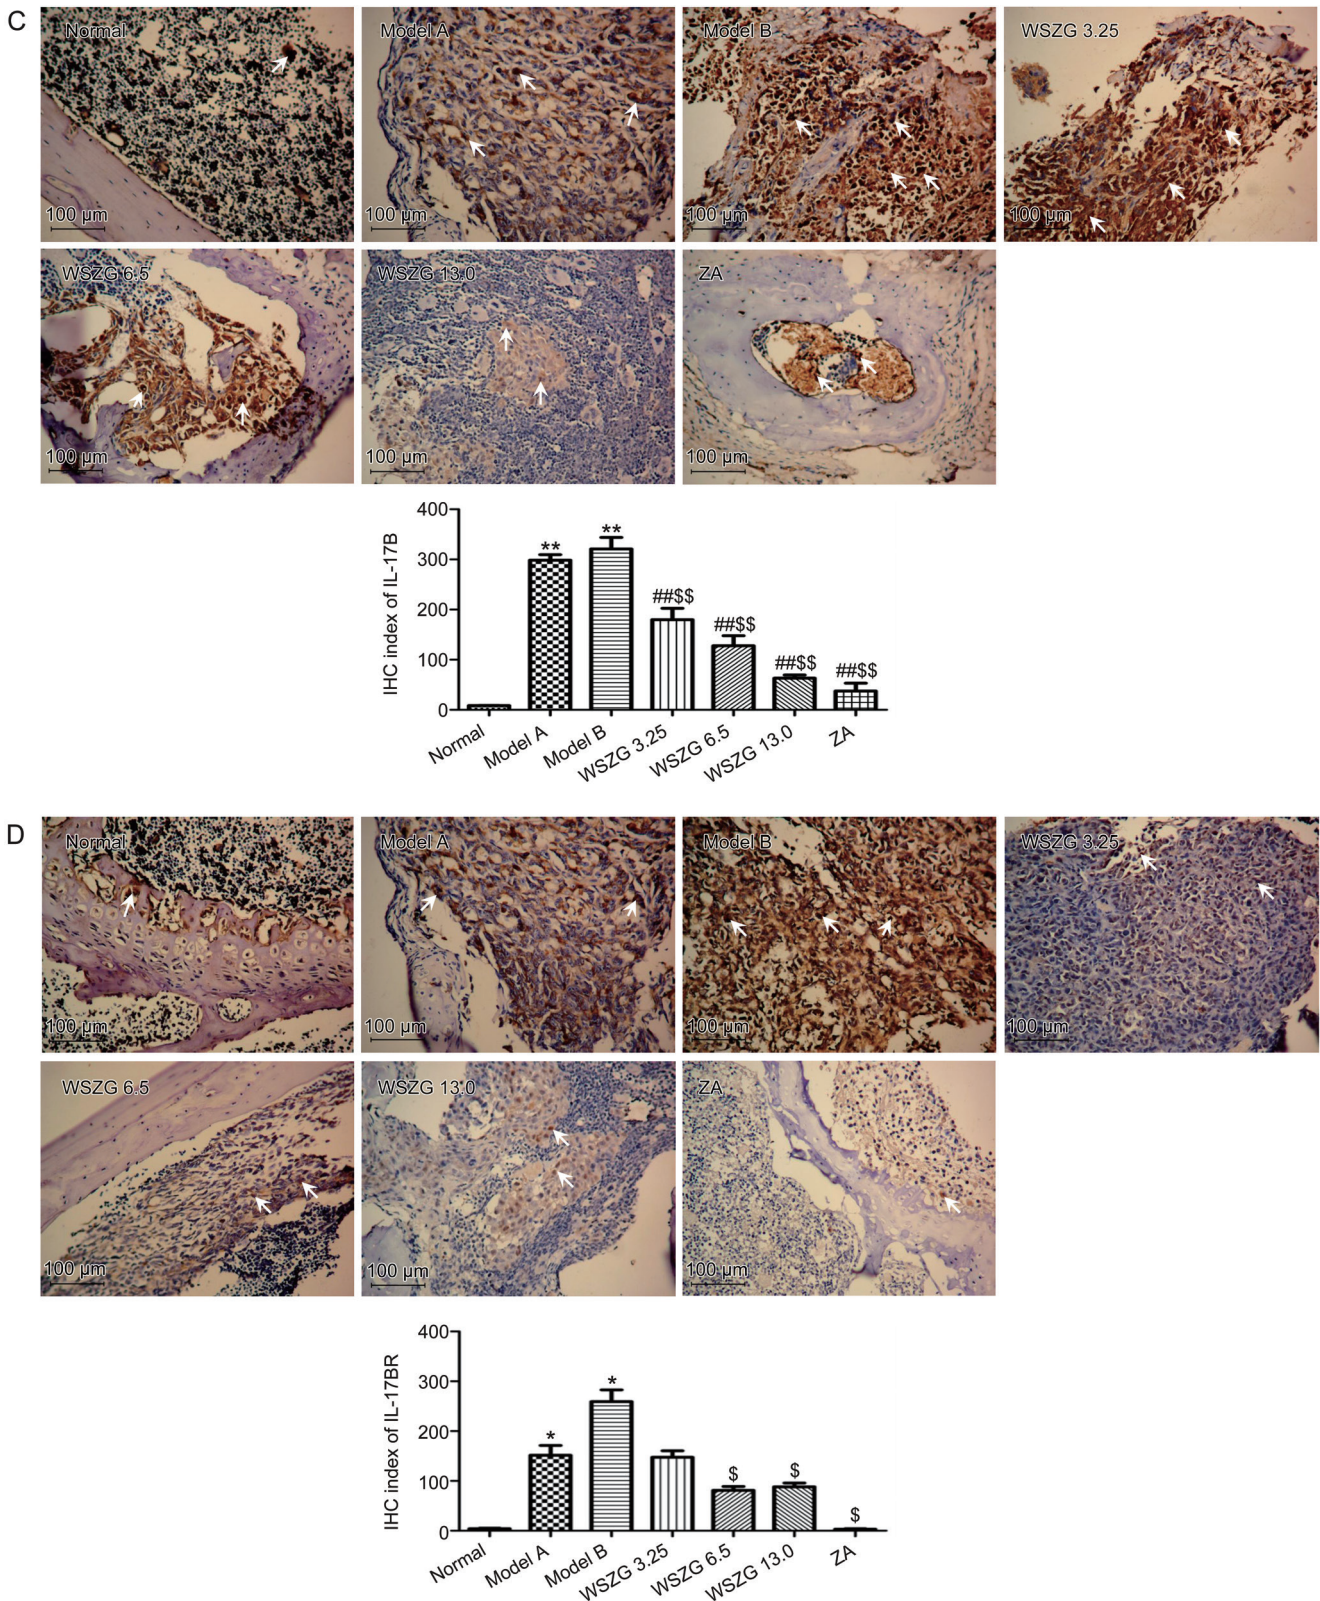 C
Normal
Model A
Model B
WSZG 3.25
100 µm
100 µm
100 µm
100 µm
WSZG 6.5
WSZG 13.0
ZA
100 µm
100 µm
100 µm
IHC index of IL-17B
400
300
200
100
0
**
**
##$$
##$$
##$$
##$$
Normal
Model A
Model B
WSZG 3.25
WSZG 6.5
WSZG 13.0
ZA
D
Normal
Model A
Model B
WSZG 3.25
100 µm
100 µm
100 µm
100 µm
WSZG 6.5
WSZG 13.0
ZA
100 µm
100 µm
100 µm
IHC index of IL-17BR
400
300
200
100
0
*
*
$
$
$
Normal
Model A
Model B
WSZG 3.25
WSZG 6.5
WSZG 13.0
ZA